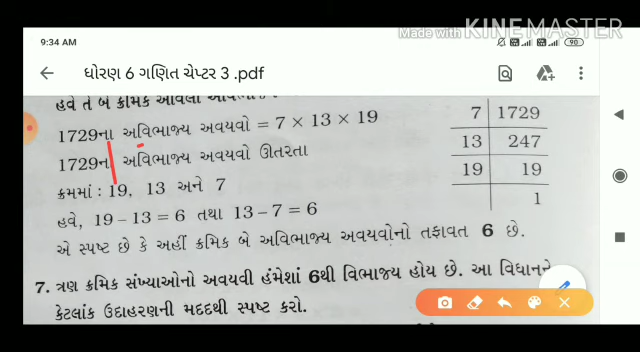 Made with KINEMASTER
9:34 AM
90
ધોરણ 6 ગણિત ચેપ્ટર 3 .pdf
હવે તે બે ક્રમિક
1729ના અવિભાજ્ય અવયવો = 7 × 13 × 19
7 1729
1729ન અવિભાજ્ય અવયવો ઊતરતા
13 247
ક્રમમાં : 19, 13 અને 7
19 19
હવે, 19 – 13 = 6 તથા 13 – 7 = 6
1
એ સ્પષ્ટ છે કે અહીં ક્રમિક બે અવિભાજ્ય અવયવોનો તફાવત 6 છે.
7. ત્રણ ક્રમિક સંખ્યાઓનો અવયવી હંમેશાં 6થી વિભાજ્ય હોય છે. આ વિધાનને
કેટલાંક ઉદાહરણની મદદથી સ્પષ્ટ કરો.